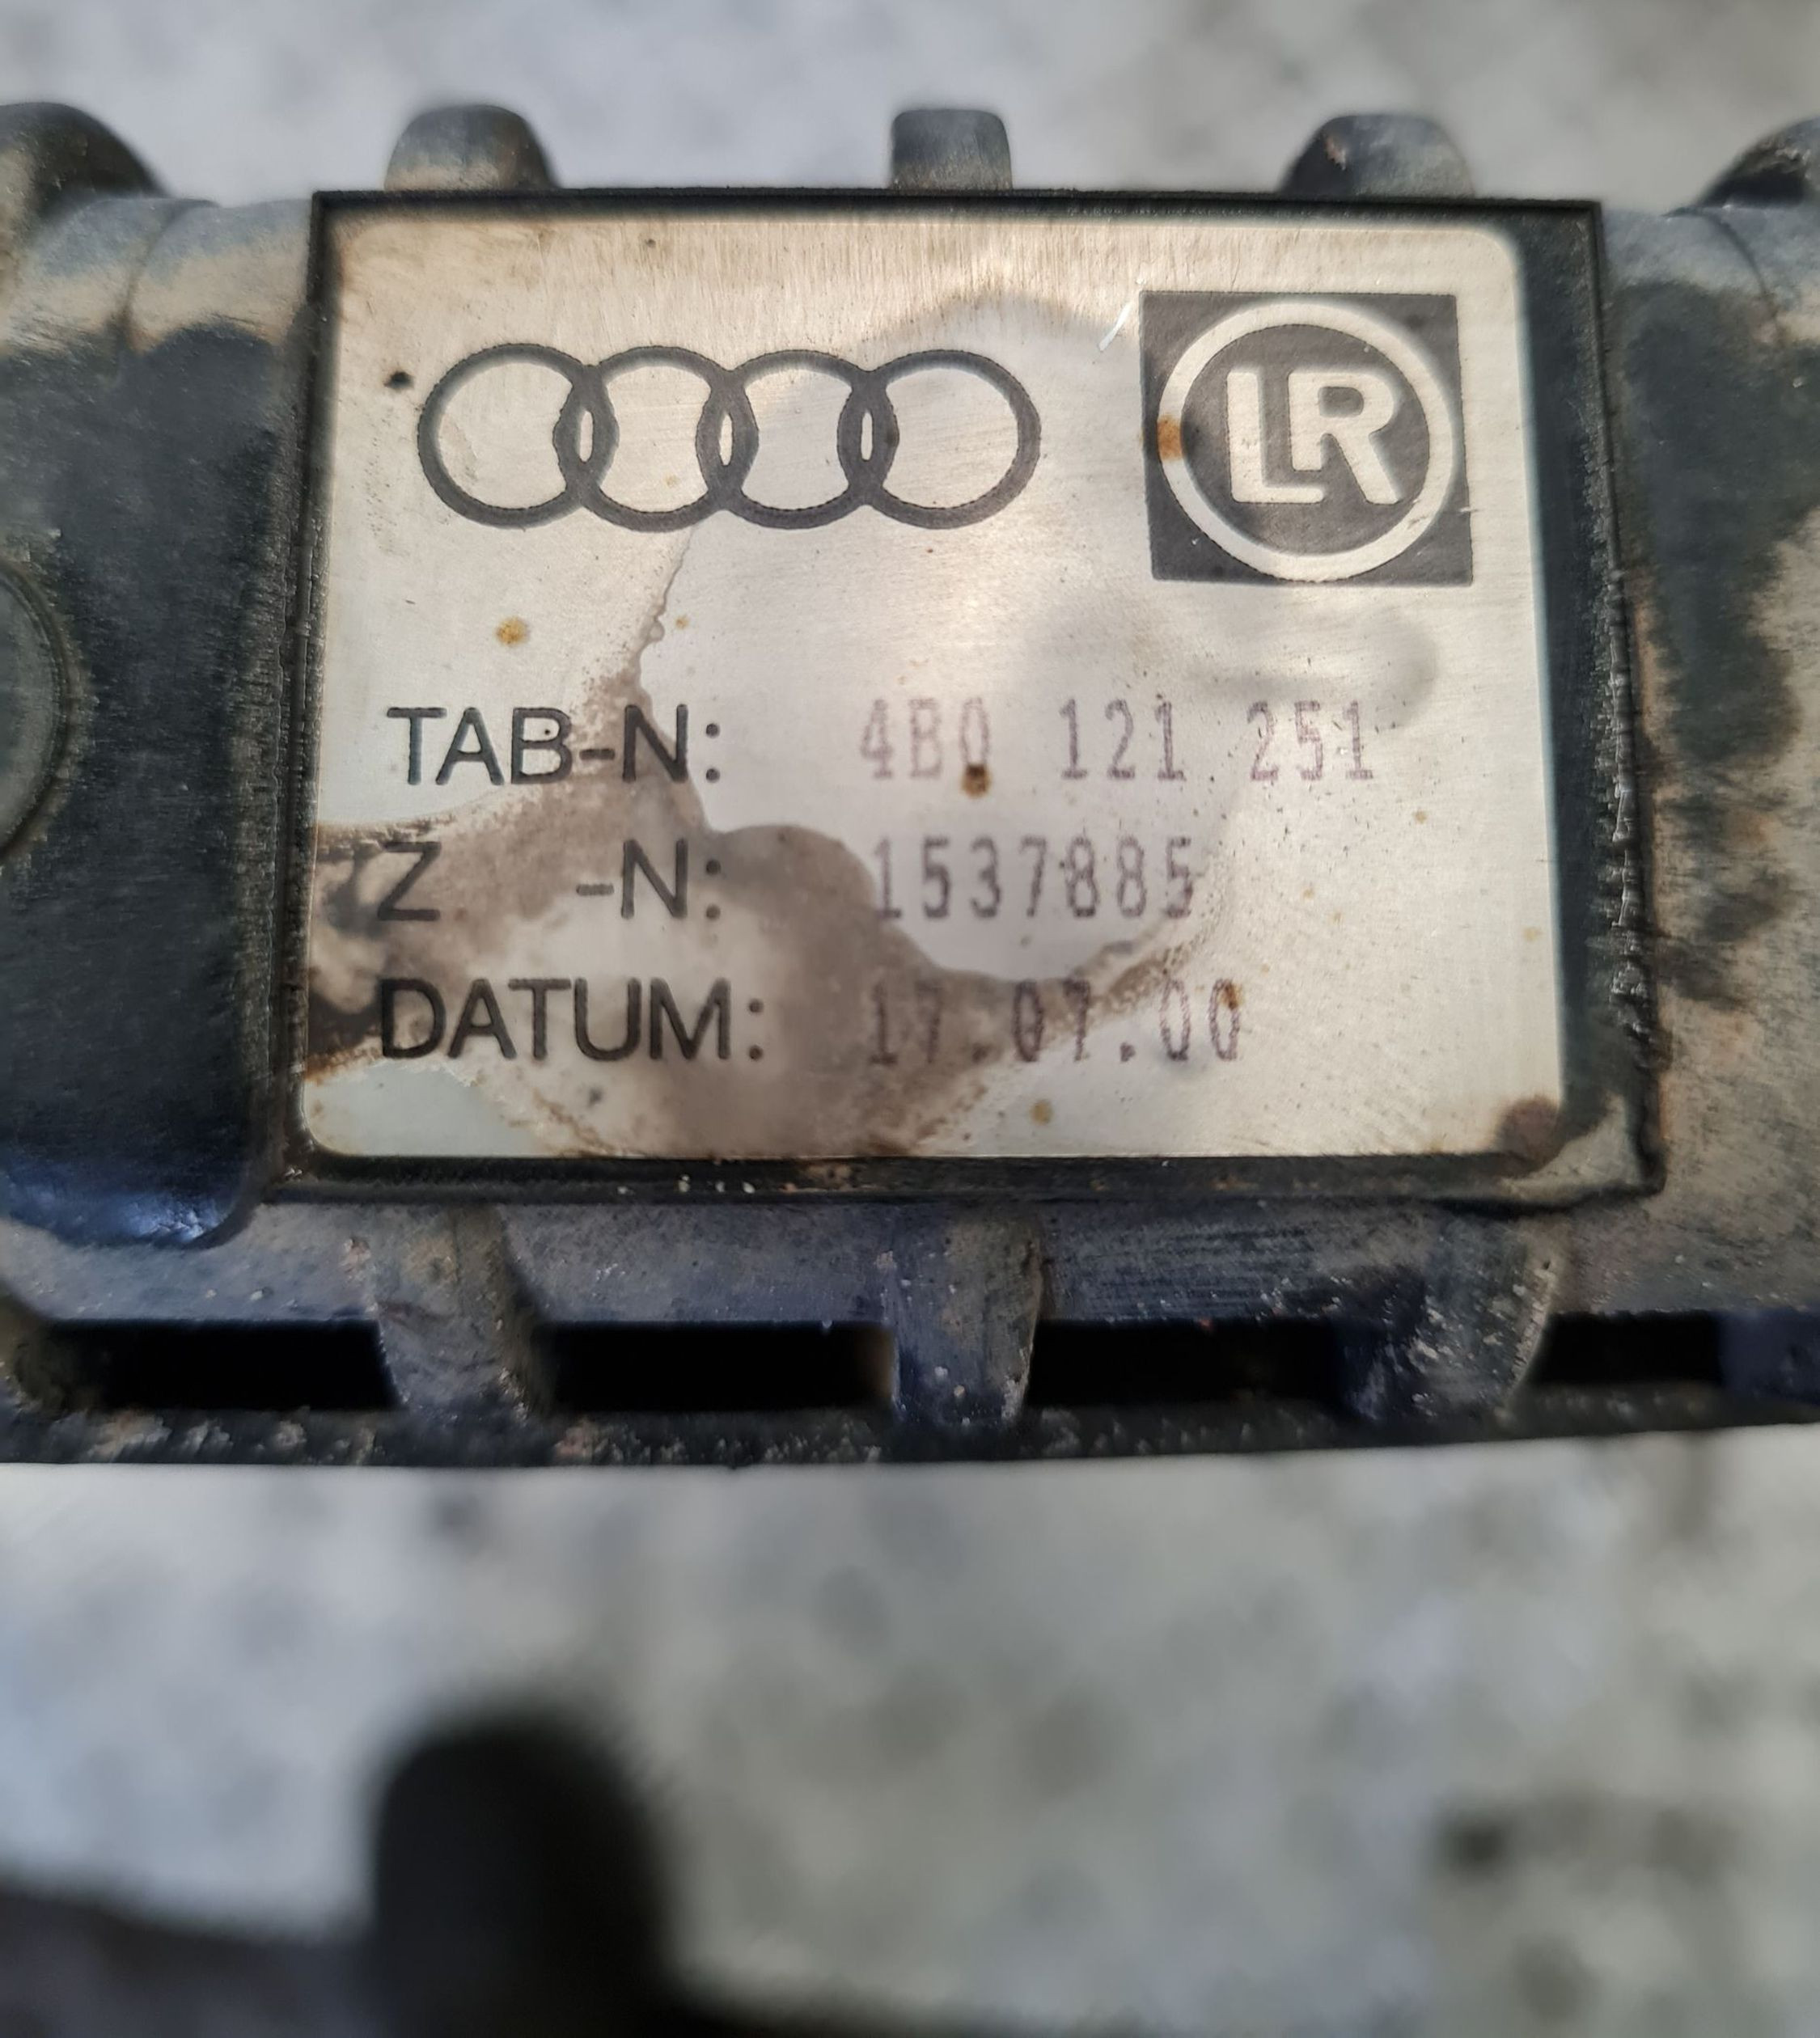 LR
TAB-N: 4B0 121 251
Z -N: 1537885
DATUM: 17.07.00